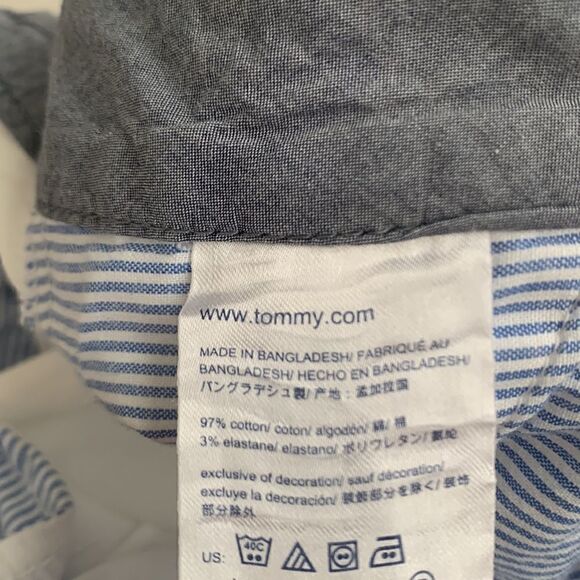 www.tommy.com
MADE IN BANGLADESH/ FABRIQUÉ AU
BANGLADESH/ HECHO EN BANGLADESH/
バングラデシュ製/ 产地：孟加拉国
97% cotton/ coton/ algodón/ 綿/ 棉
3% elastane/ elastano/ ポリウレタン/ 氨纶
exclusive of decoration/ sauf décoration/
excluye la decoración/ 装飾部分を除く/ 装饰
部分除外
US: 40C